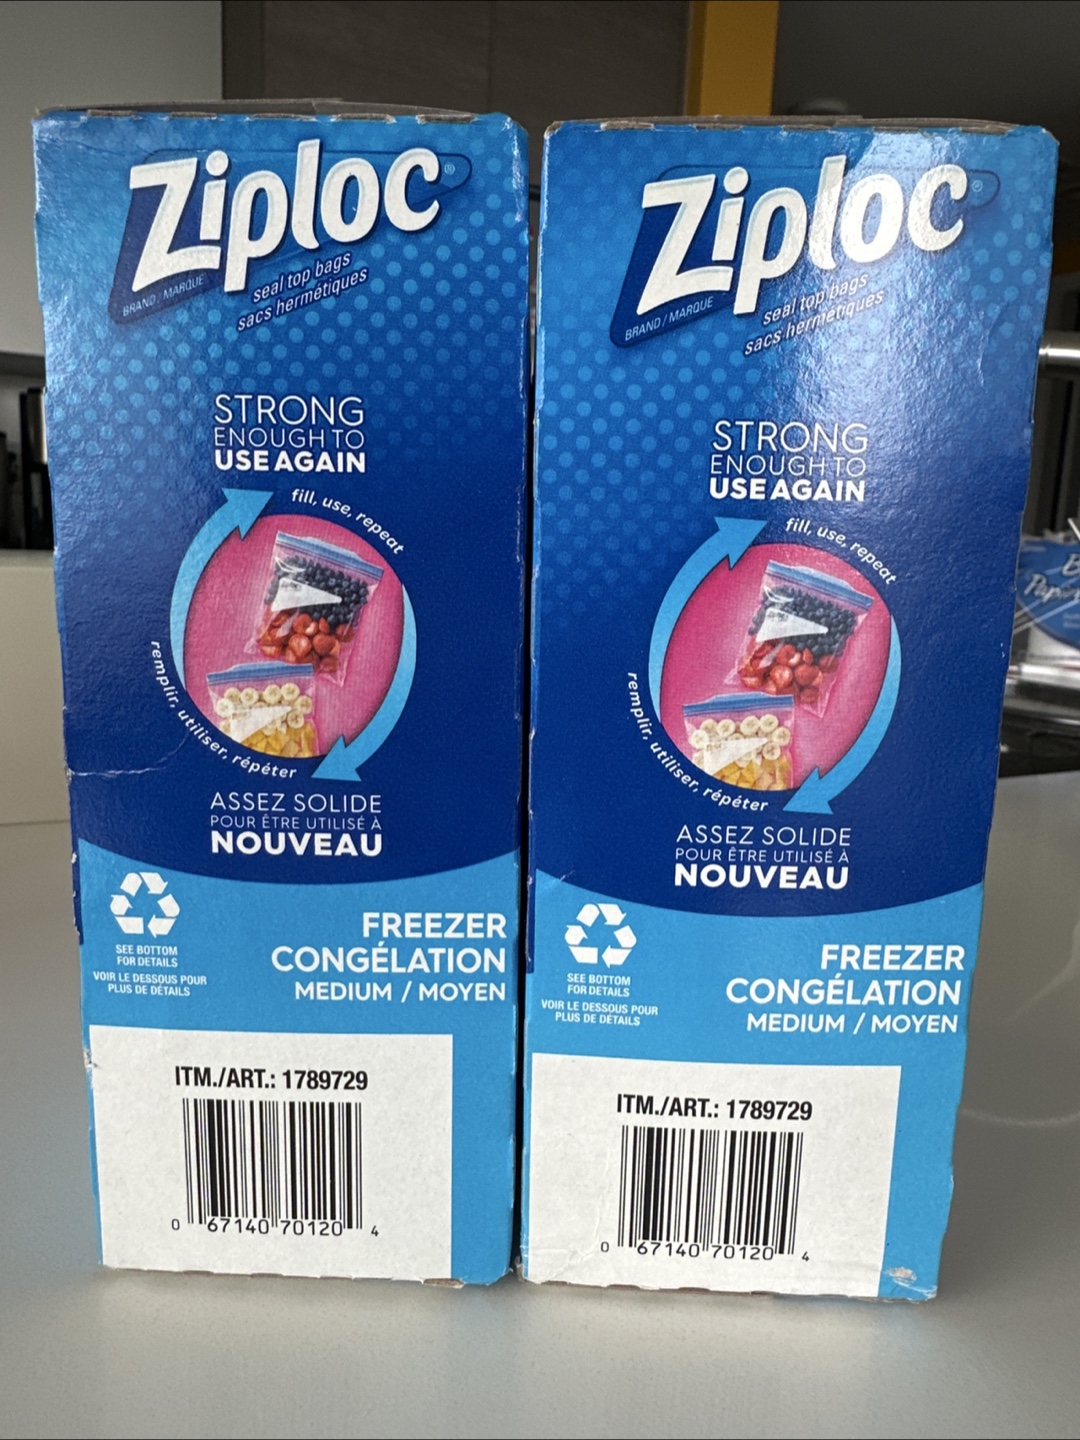 Ziploc®
BRAND / MARQUE
seal top bags
sacs hermétiques
STRONG
ENOUGH TO
USE AGAIN
fill, use, repeat
remplir, utiliser, répéter
ASSEZ SOLIDE
POUR ÊTRE UTILISÉ À
NOUVEAU
SEE BOTTOM
FOR DETAILS
VOIR LE DESSOUS POUR
PLUS DE DÉTAILS
FREEZER
CONGÉLATION
MEDIUM / MOYEN
ITM./ART.: 1789729
0 67140 70120 4
Ziploc®
BRAND / MARQUE
seal top bags
sacs hermétiques
STRONG
ENOUGH TO
USE AGAIN
fill, use, repeat
remplir, utiliser, répéter
ASSEZ SOLIDE
POUR ÊTRE UTILISÉ À
NOUVEAU
SEE BOTTOM
FOR DETAILS
VOIR LE DESSOUS POUR
PLUS DE DÉTAILS
FREEZER
CONGÉLATION
MEDIUM / MOYEN
ITM./ART.: 1789729
0 67140 70120 4